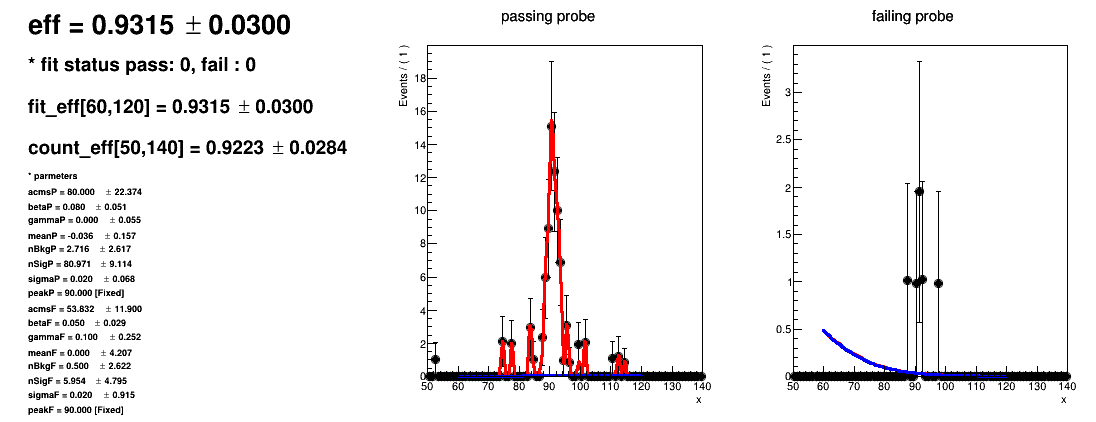 eff = 0.9315 ± 0.0300
* fit status pass: 0, fail : 0
fit_eff[60,120] = 0.9315 ± 0.0300
count_eff[50,140] = 0.9223 ± 0.0284
* parmeters
acmsP = 80.000 ± 22.374
betaP = 0.080 ± 0.051
gammaP = 0.000 ± 0.055
meanP = -0.036 ± 0.157
nBkgP = 2.716 ± 2.617
nSigP = 80.971 ± 9.114
sigmaP = 0.020 ± 0.068
peakP = 90.000 [Fixed]
acmsF = 53.832 ± 11.900
betaF = 0.050 ± 0.029
gammaF = 0.100 ± 0.252
meanF = 0.000 ± 4.207
nBkgF = 0.500 ± 2.622
nSigF = 5.954 ± 4.795
sigmaF = 0.020 ± 0.915
peakF = 90.000 [Fixed]
passing probe
Events / ( 1 )
18
16
14
12
10
8
6
4
2
0
50 60 70 80 90 100 110 120 130 140
x
failing probe
Events / ( 1 )
3
2.5
2
1.5
1
0.5
0
50 60 70 80 90 100 110 120 130 140
x